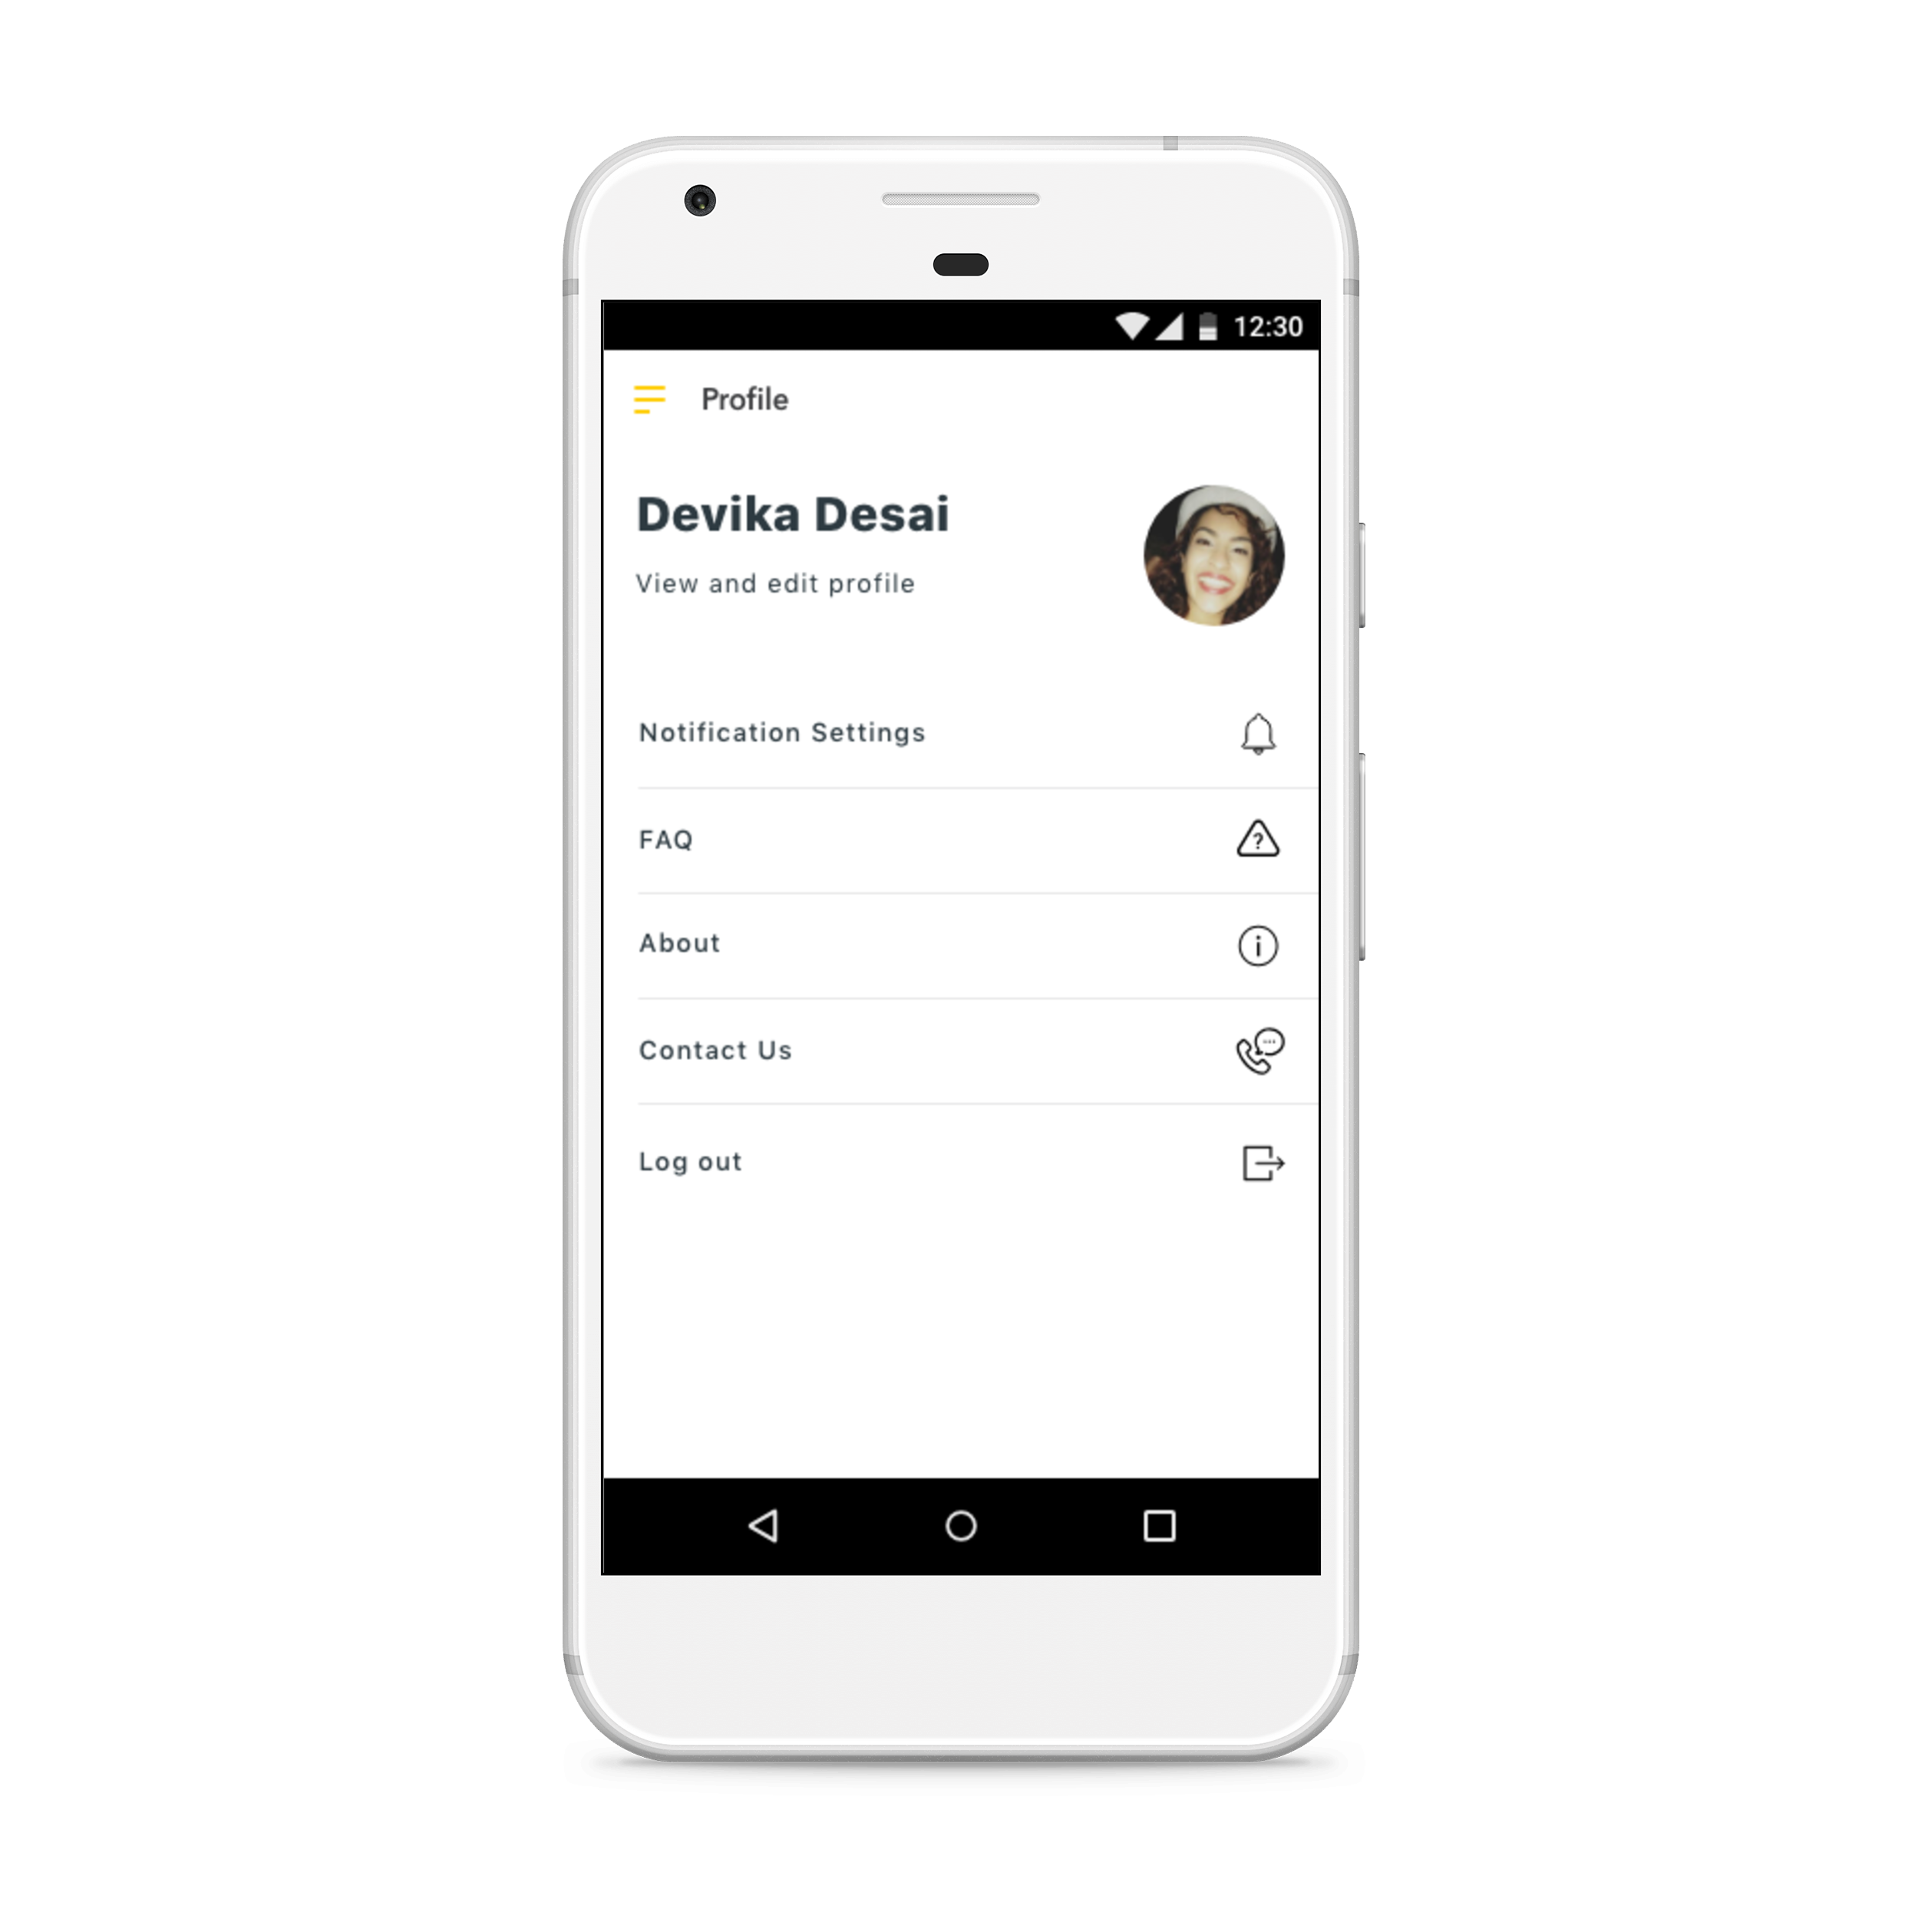 12:30
Profile
Devika Desai
View and edit profile
Notification Settings
FAQ
?
About
i
Contact Us
Log out